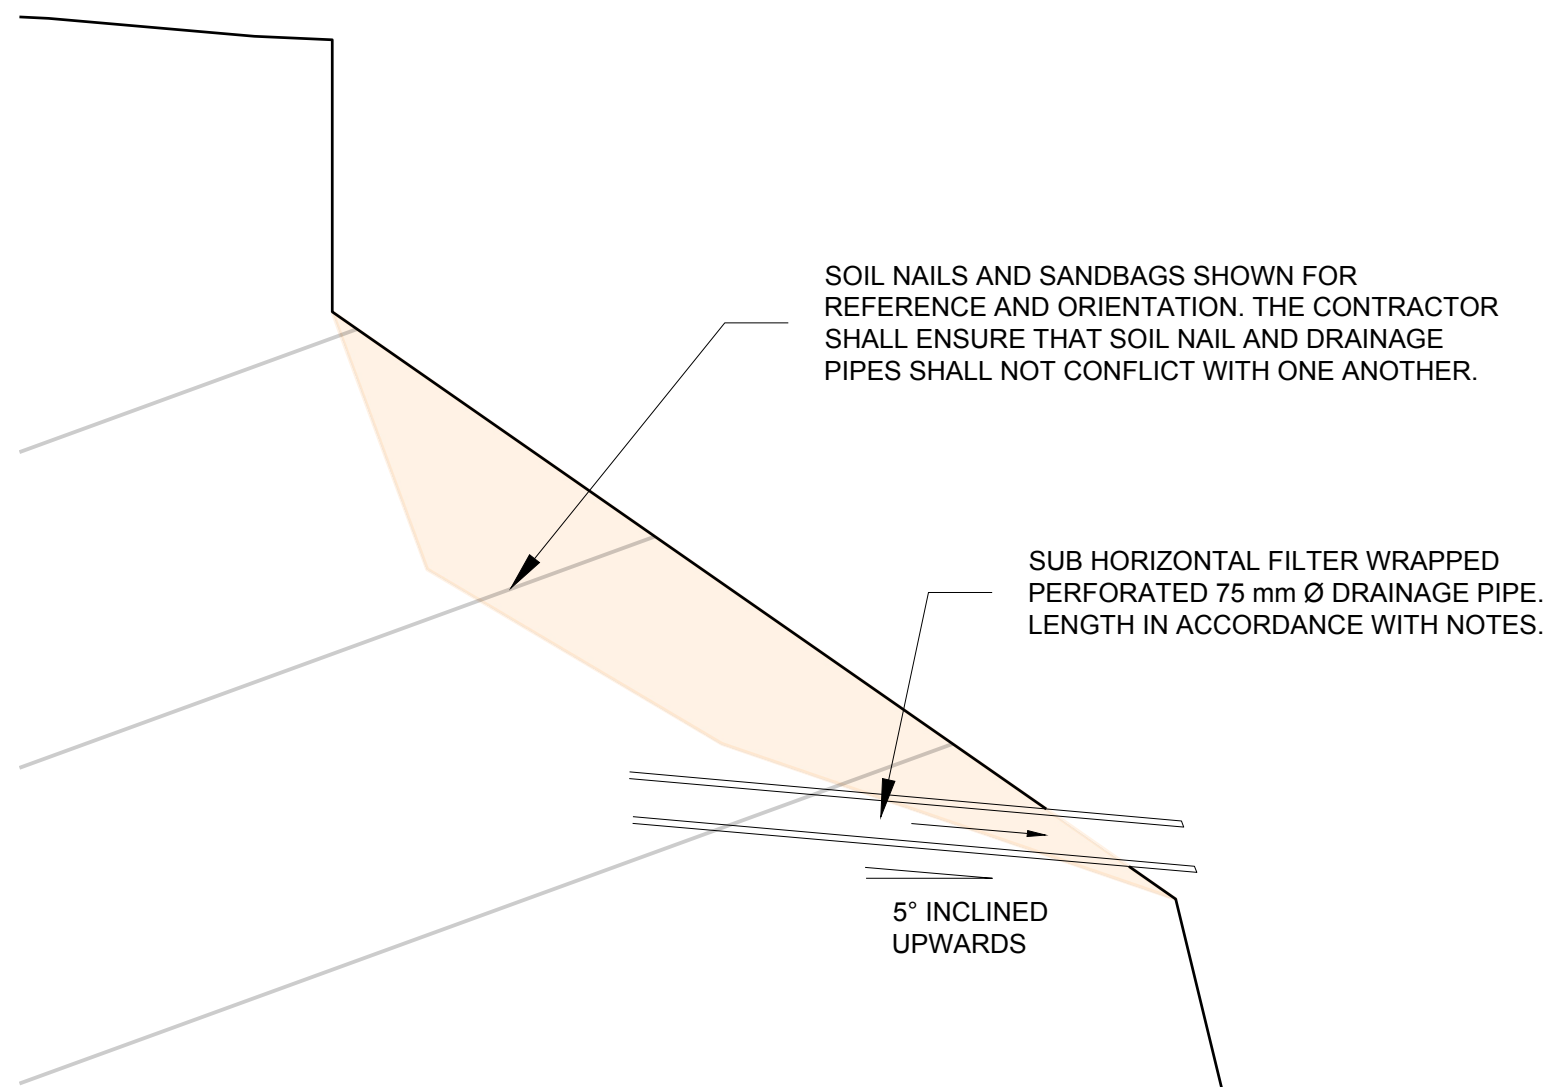 SOIL NAILS AND SANDBAGS SHOWN FOR
REFERENCE AND ORIENTATION. THE CONTRACTOR
SHALL ENSURE THAT SOIL NAIL AND DRAINAGE
PIPES SHALL NOT CONFLICT WITH ONE ANOTHER.
SUB HORIZONTAL FILTER WRAPPED
PERFORATED 75 mm Ø DRAINAGE PIPE.
LENGTH IN ACCORDANCE WITH NOTES.
5° INCLINED
UPWARDS